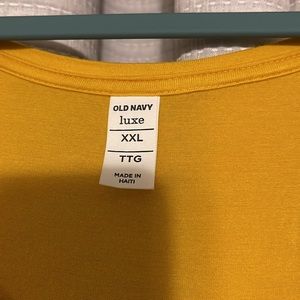 OLD NAVY
luxe
XXL
TTG
MADE IN
HAITI